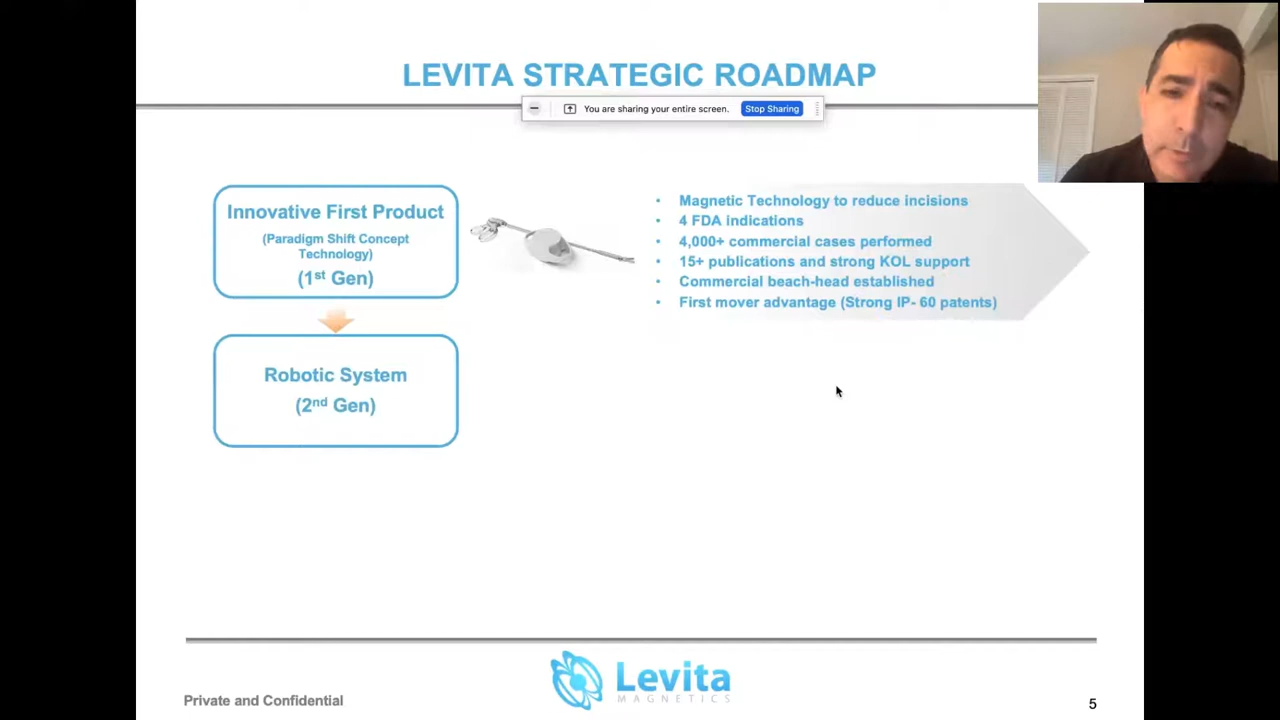 LEVITA STRATEGIC ROADMAP
You are sharing your entire screen. Stop Sharing
Innovative First Product
(Paradigm Shift Concept
Technology)
(1st Gen)
• Magnetic Technology to reduce incisions
• 4 FDA indications
• 4,000+ commercial cases performed
• 15+ publications and strong KOL support
• Commercial beach-head established
• First mover advantage (Strong IP- 60 patents)
Robotic System
(2nd Gen)
Levita
MAGNETICS
Private and Confidential
5